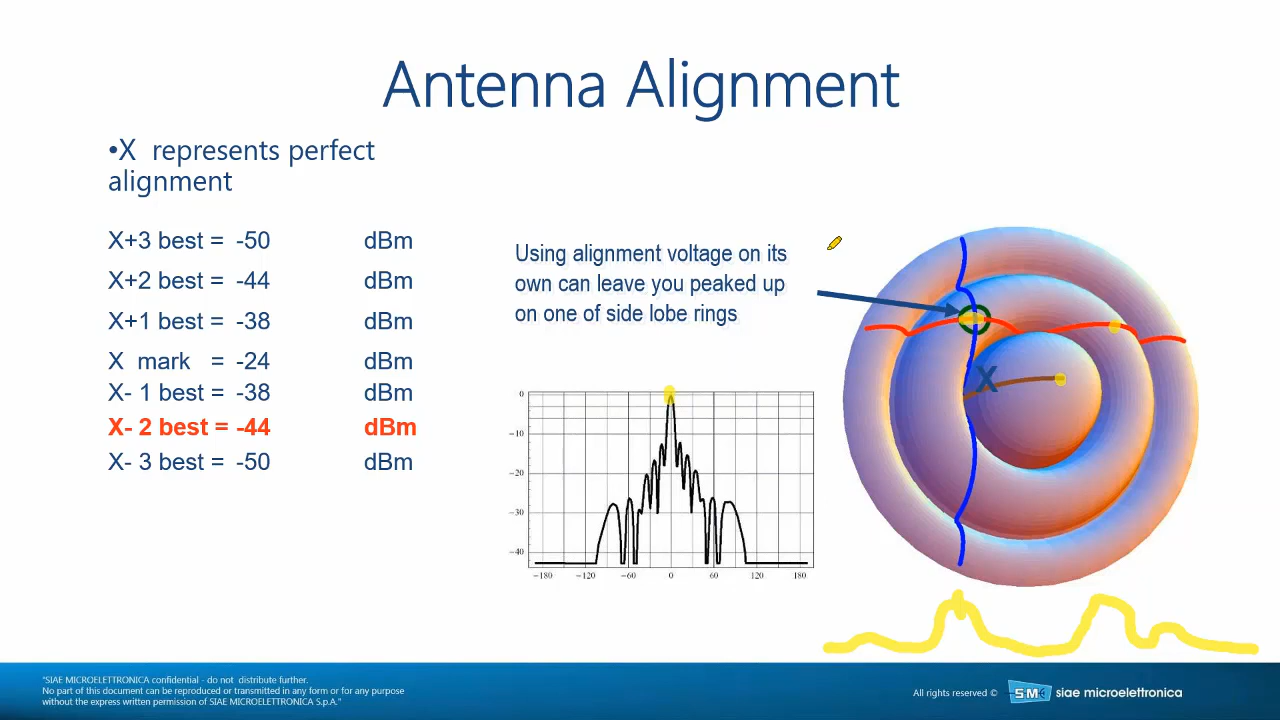 Antenna Alignment
•X represents perfect
alignment
X+3 best = -50 dBm
X+2 best = -44 dBm
X+1 best = -38 dBm
X mark = -24 dBm
X- 1 best = -38 dBm
X- 2 best = -44 dBm
X- 3 best = -50 dBm
Using alignment voltage on its
own can leave you peaked up
on one of side lobe rings
X
0
-10
-20
-30
-40
-180 -120 -60 0 60 120 180
"SIAE MICROELETTRONICA confidential - do not distribute further.
No part of this document can be reproduced or transmitted in any form or for any purpose
without the express written permission of SIAE MICROELETTRONICA S.p.A."
All rights reserved © SM siae microelettronica